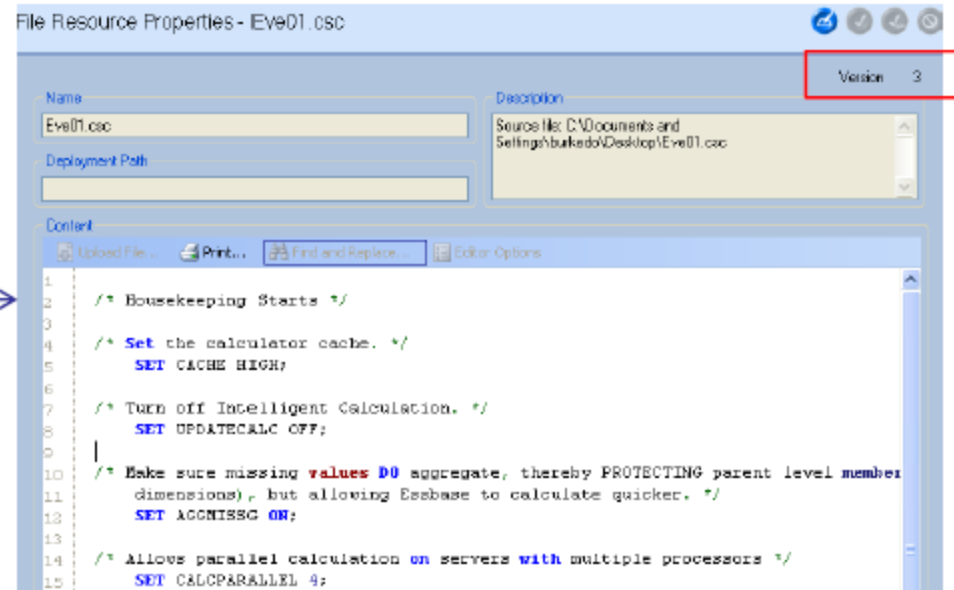 File Resource Properties - Eve01.csc
Version 3
Name
Eve01.csc
Description
Source file: C:\Documents and
Settings\burkedo\Desktop\Eve01.csc
Deployment Path
Content
Upload File...
Print...
Find and Replace...
Editor Options
1
2 /* Housekeeping Starts */
3
4 /* Set the calculator cache. */
5 SET CACHE HIGH;
6
7 /* Turn off Intelligent Calculation. */
8 SET UPDATECALC OFF;
9
10 /* Make sure missing values DO aggregate, thereby PROTECTING parent level member
11 dimensions), but allowing Essbase to calculate quicker. */
12 SET AGGMISSG ON;
13
14 /* Allows parallel calculation on servers with multiple processors */
15 SET CALCPARALLEL 4;